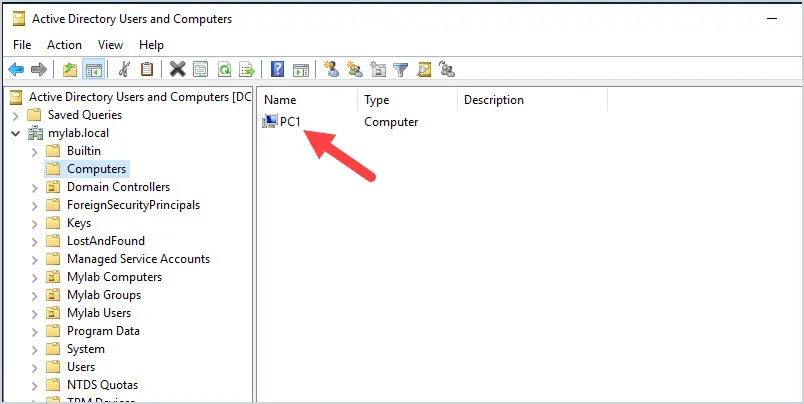 Active Directory Users and Computers
File Action View Help
Active Directory Users and Computers [DC
Saved Queries
mylab.local
Builtin
Computers
Domain Controllers
ForeignSecurityPrincipals
Keys
LostAndFound
Managed Service Accounts
Mylab Computers
Mylab Groups
Mylab Users
Program Data
System
Users
NTDS Quotas
TPM Devices
Name Type Description
PC1 Computer